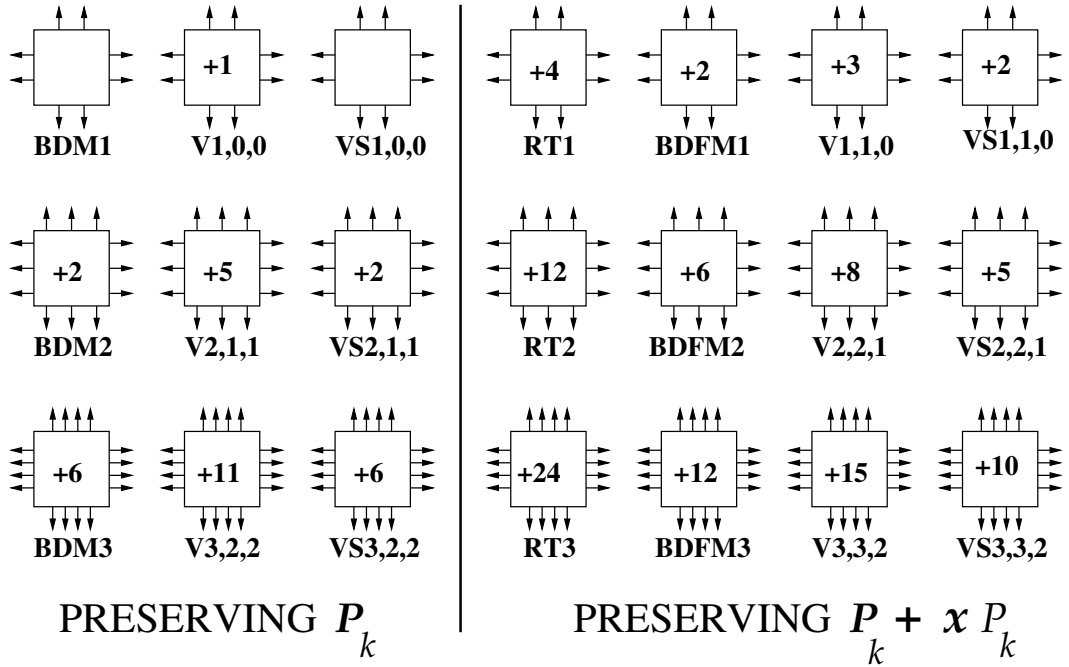 +1 +4 +2 +3 +2
BDM1 V1,0,0 VS1,0,0 RT1 BDFM1 V1,1,0 VS1,1,0
+2 +5 +2 +12 +6 +8 +5
BDM2 V2,1,1 VS2,1,1 RT2 BDFM2 V2,2,1 VS2,2,1
+6 +11 +6 +24 +12 +15 +10
BDM3 V3,2,2 VS3,2,2 RT3 BDFM3 V3,3,2 VS3,3,2
PRESERVING P_k PRESERVING P_k + x P_k